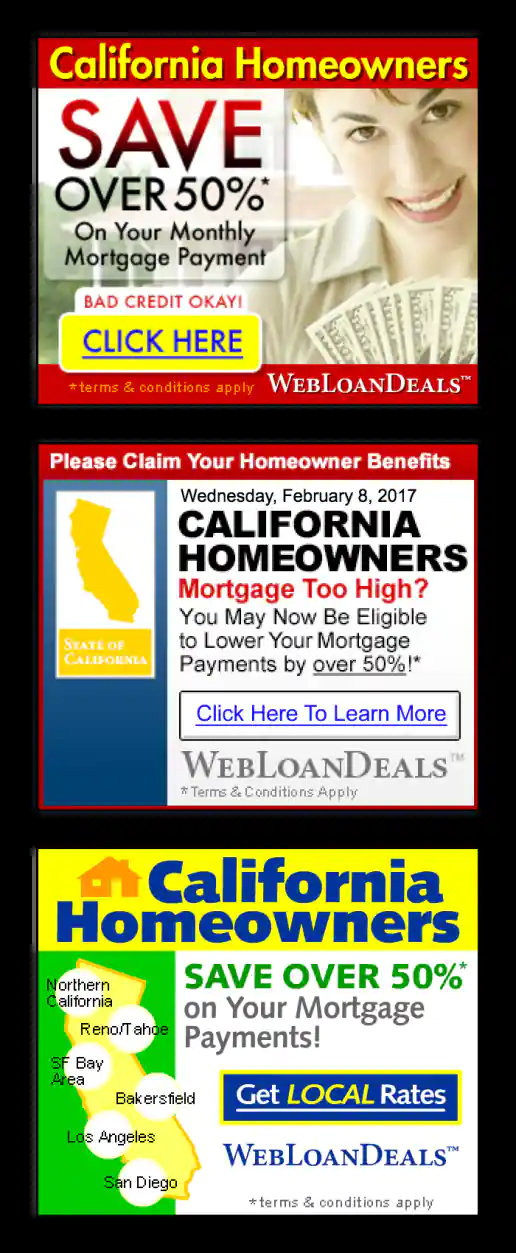 California Homeowners
SAVE
OVER 50%*
On Your Monthly
Mortgage Payment
BAD CREDIT OKAY!
CLICK HERE
*terms & conditions apply WEBLOANDEALS™
Please Claim Your Homeowner Benefits
Wednesday, February 8, 2017
CALIFORNIA
HOMEOWNERS
Mortgage Too High?
You May Now Be Eligible
to Lower Your Mortgage
Payments by over 50%!*
STATE OF
CALIFORNIA
Click Here To Learn More
WEBLOANDEALS™
*Terms & Conditions Apply
California
Homeowners
Northern
California
Reno/Tahoe
SF Bay
Area
Bakersfield
Los Angeles
San Diego
SAVE OVER 50%*
on Your Mortgage
Payments!
Get LOCAL Rates
WEBLOANDEALS™
*terms & conditions apply